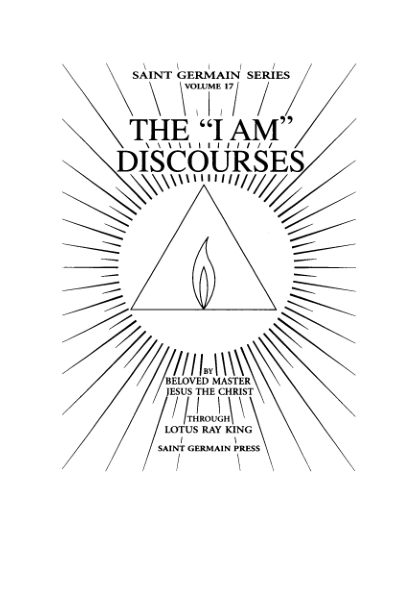 SAINT GERMAIN SERIES
VOLUME 17
THE “I AM”
DISCOURSES
BY
BELOVED MASTER
JESUS THE CHRIST
THROUGH
LOTUS RAY KING
SAINT GERMAIN PRESS